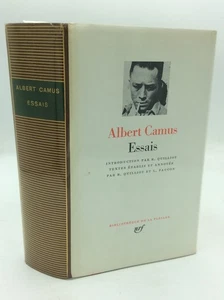 ALBERT CAMUS
ESSAIS
Albert Camus
Essais
INTRODUCTION PAR R. QUILLIOT
TEXTES ÉTABLIS ET ANNOTÉS
PAR R. QUILLIOT ET L. FAUCON
BIBLIOTHÈQUE DE LA PLÉIADE
nrf